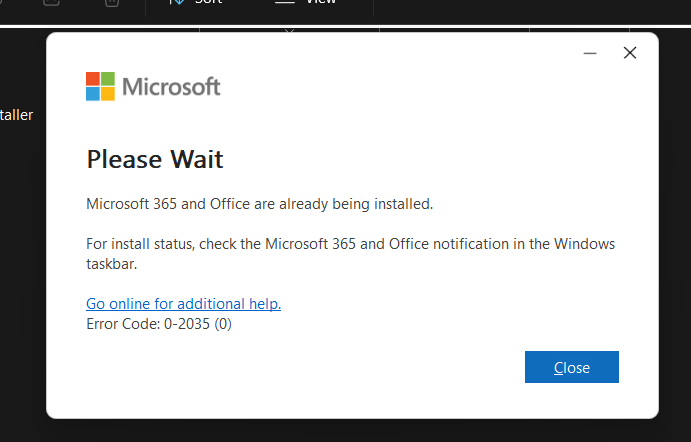 Sort
View
taller
Microsoft
Please Wait
Microsoft 365 and Office are already being installed.
For install status, check the Microsoft 365 and Office notification in the Windows
taskbar.
Go online for additional help.
Error Code: 0-2035 (0)
Close